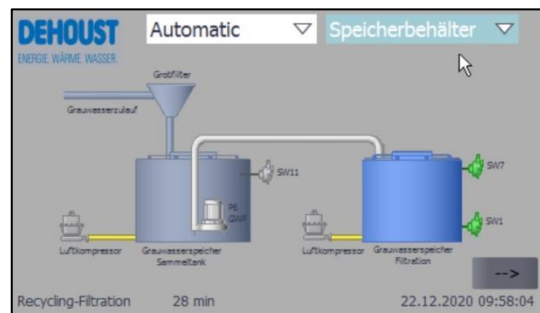 DEHOUST
ENERGIE. WÄRME. WASSER.
Automatic
Speicherbehälter
Grobfilter
Grauwasserzulauf
SW11
SW7
P6
GWP
SW1
Luftkompressor
Grauwasserspeicher
Sammeltank
Luftkompressor
Grauwasserspeicher
Filtration
-->
Recycling-Filtration 28 min 22.12.2020 09:58:04